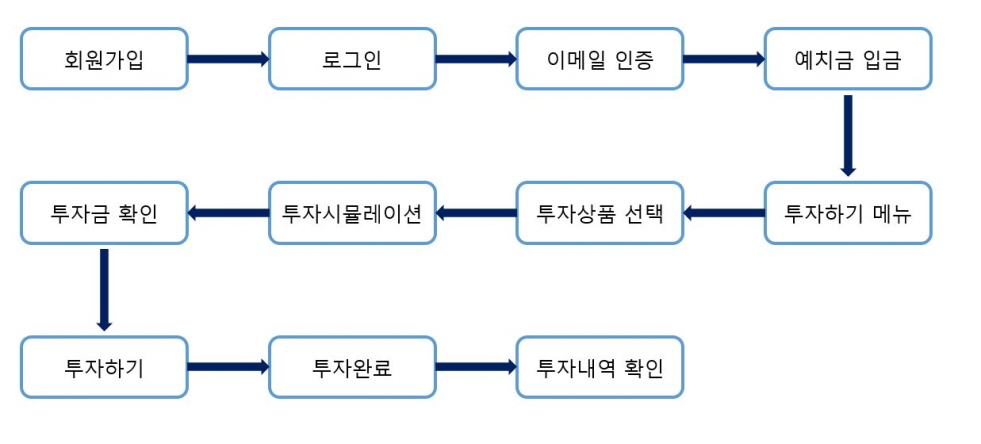 회원가입
로그인
이메일 인증
예치금 입금
투자하기 메뉴
투자상품 선택
투자시뮬레이션
투자금 확인
투자하기
투자완료
투자내역 확인